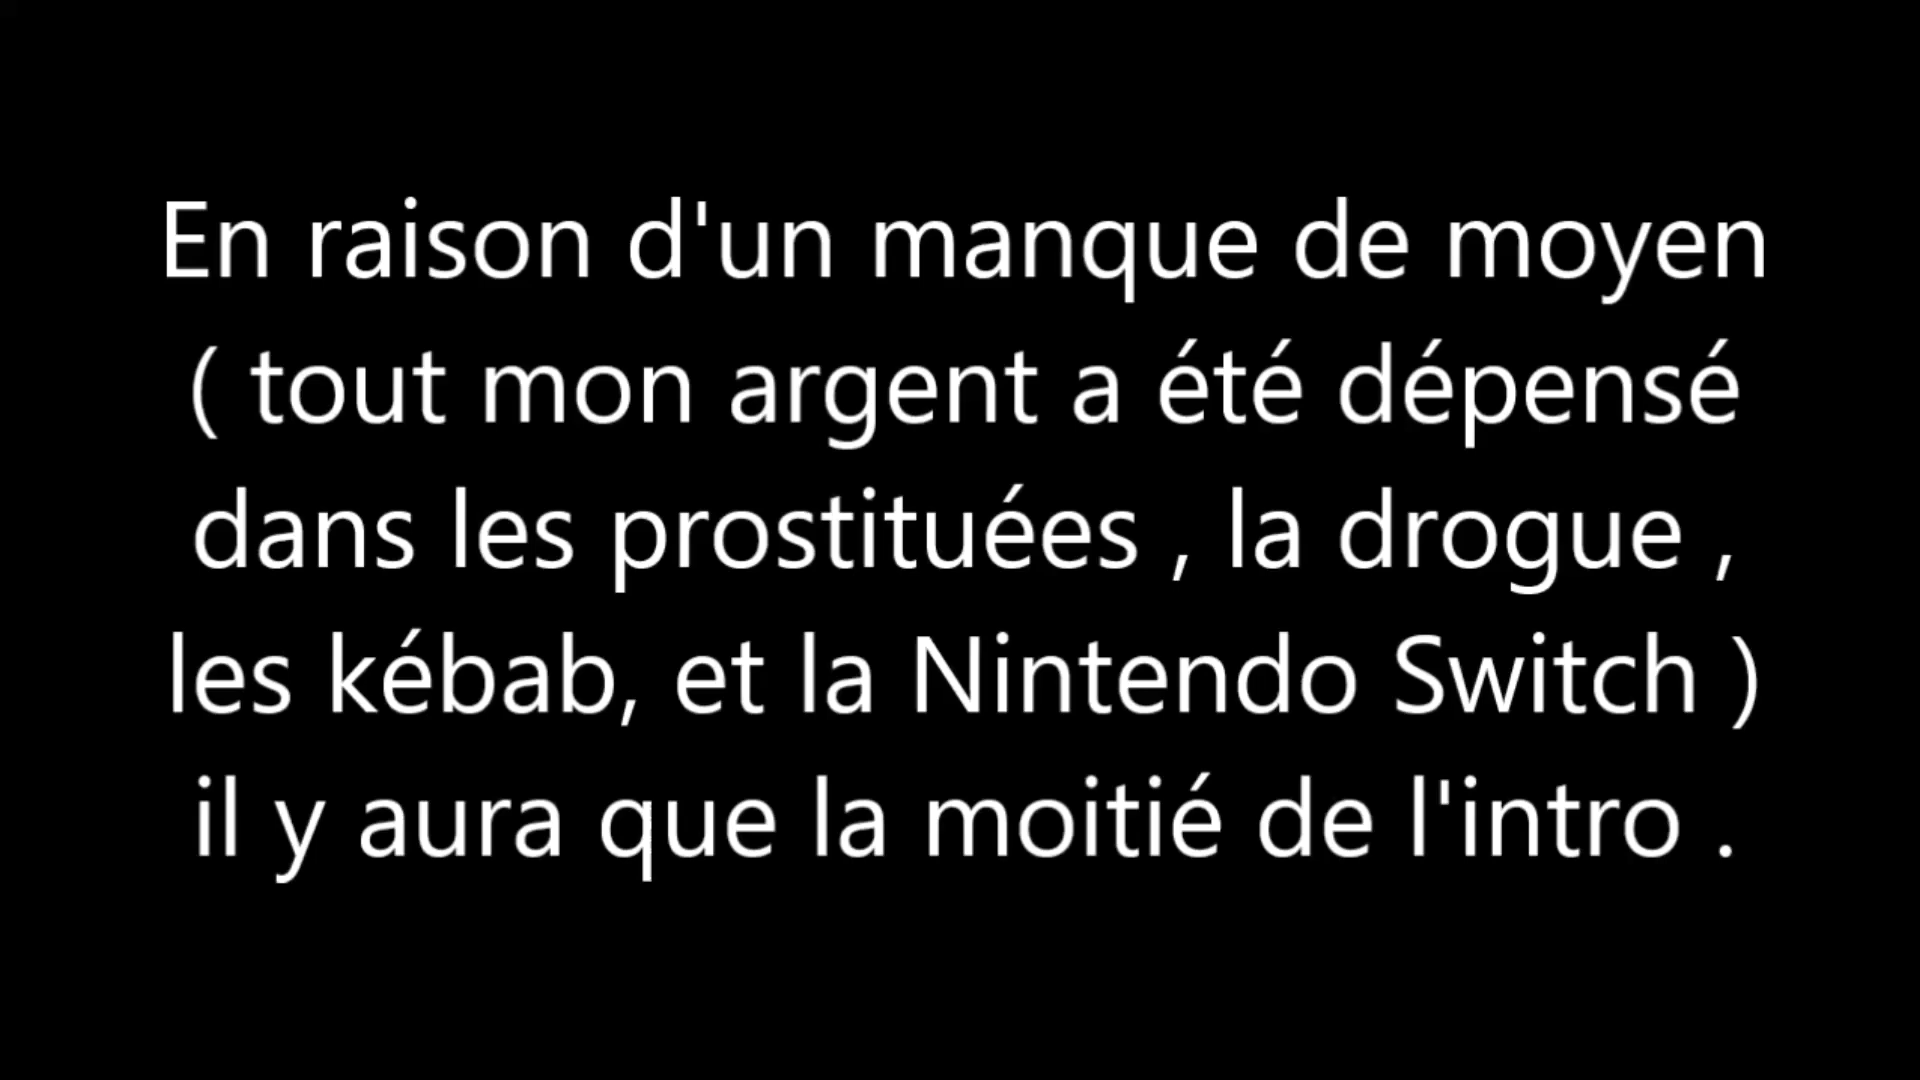 En raison d'un manque de moyen
( tout mon argent a été dépensé
dans les prostituées , la drogue ,
les kébab, et la Nintendo Switch )
il y aura que la moitié de l'intro .